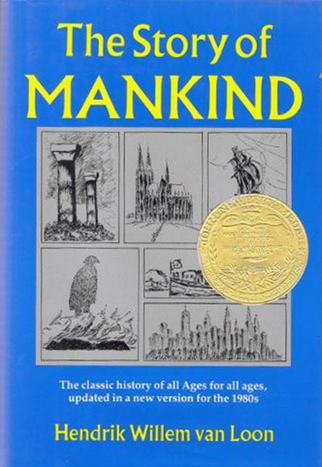 The Story of
MANKIND
The classic history of all Ages for all ages,
updated in a new version for the 1980s
Hendrik Willem van Loon